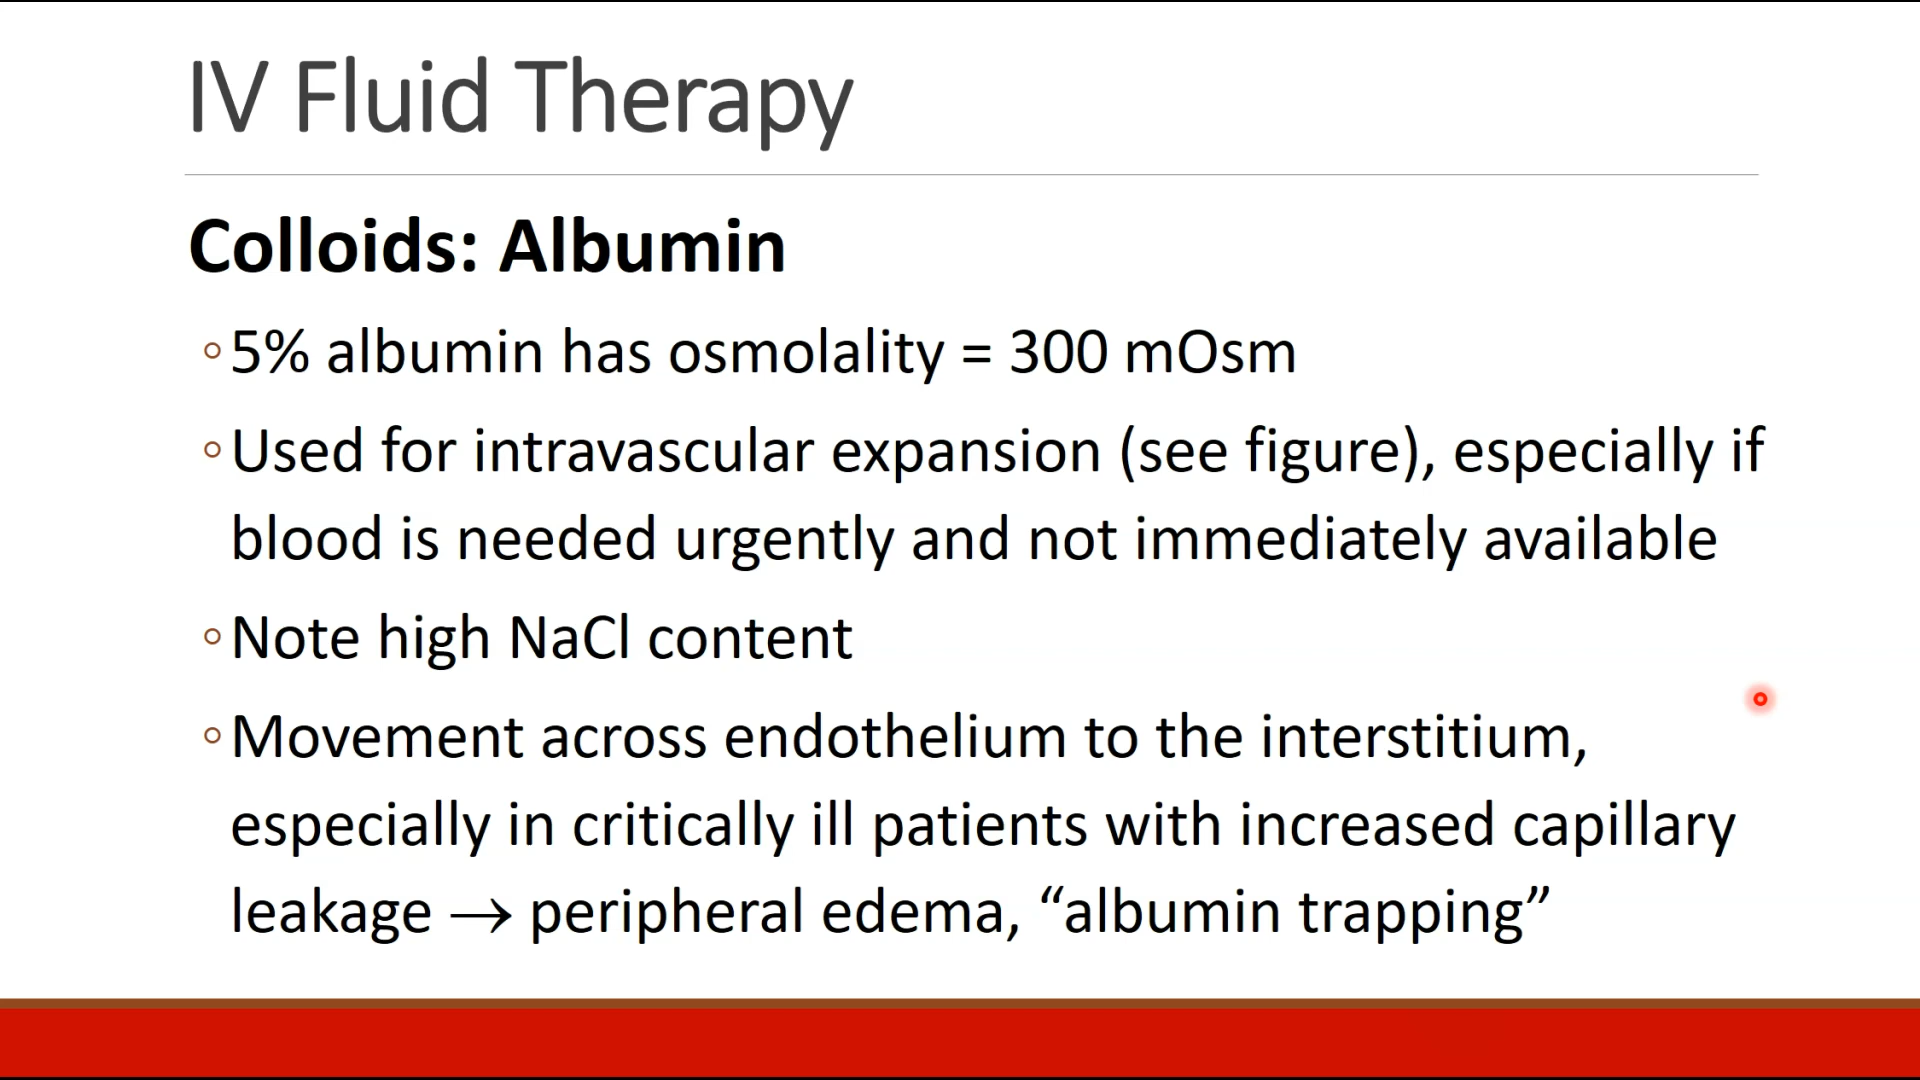 IV Fluid Therapy
Colloids: Albumin
◦5% albumin has osmolality = 300 mOsm
◦Used for intravascular expansion (see figure), especially if
blood is needed urgently and not immediately available
◦Note high NaCl content
◦Movement across endothelium to the interstitium,
especially in critically ill patients with increased capillary
leakage → peripheral edema, “albumin trapping”